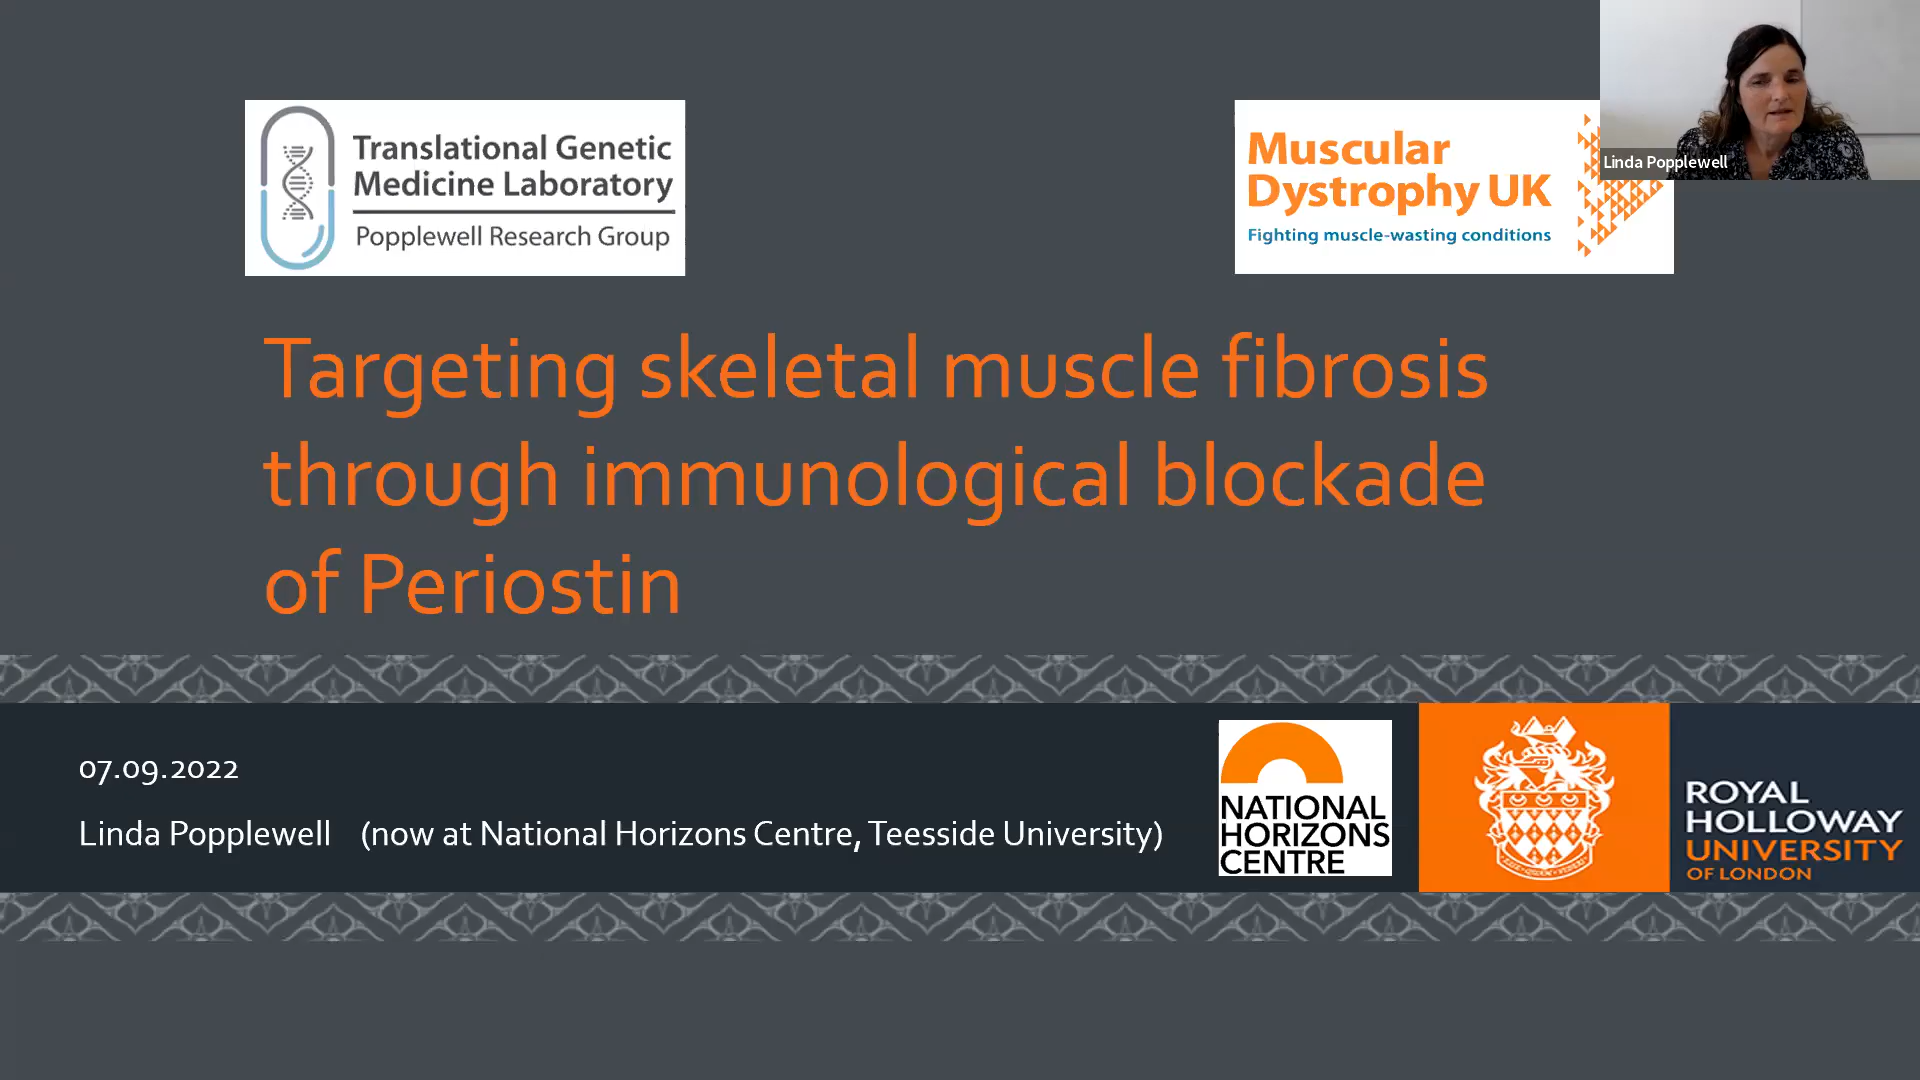 Translational Genetic
Medicine Laboratory
Popplewell Research Group
Muscular
Dystrophy UK
Fighting muscle-wasting conditions
Linda Popplewell
Targeting skeletal muscle fibrosis
through immunological blockade
of Periostin
07.09.2022
Linda Popplewell (now at National Horizons Centre, Teesside University)
NATIONAL
HORIZONS
CENTRE
ROYAL
HOLLOWAY
UNIVERSITY
OF LONDON